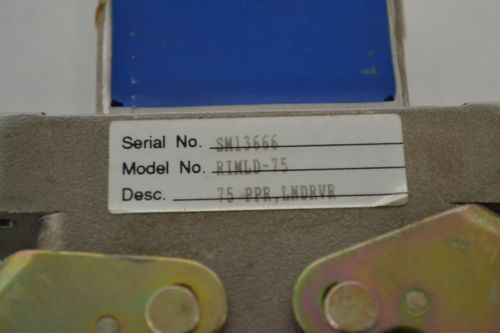 Serial No. SM13666
Model No. RIMLD-75
Desc. 75 PPR,LNDRVR